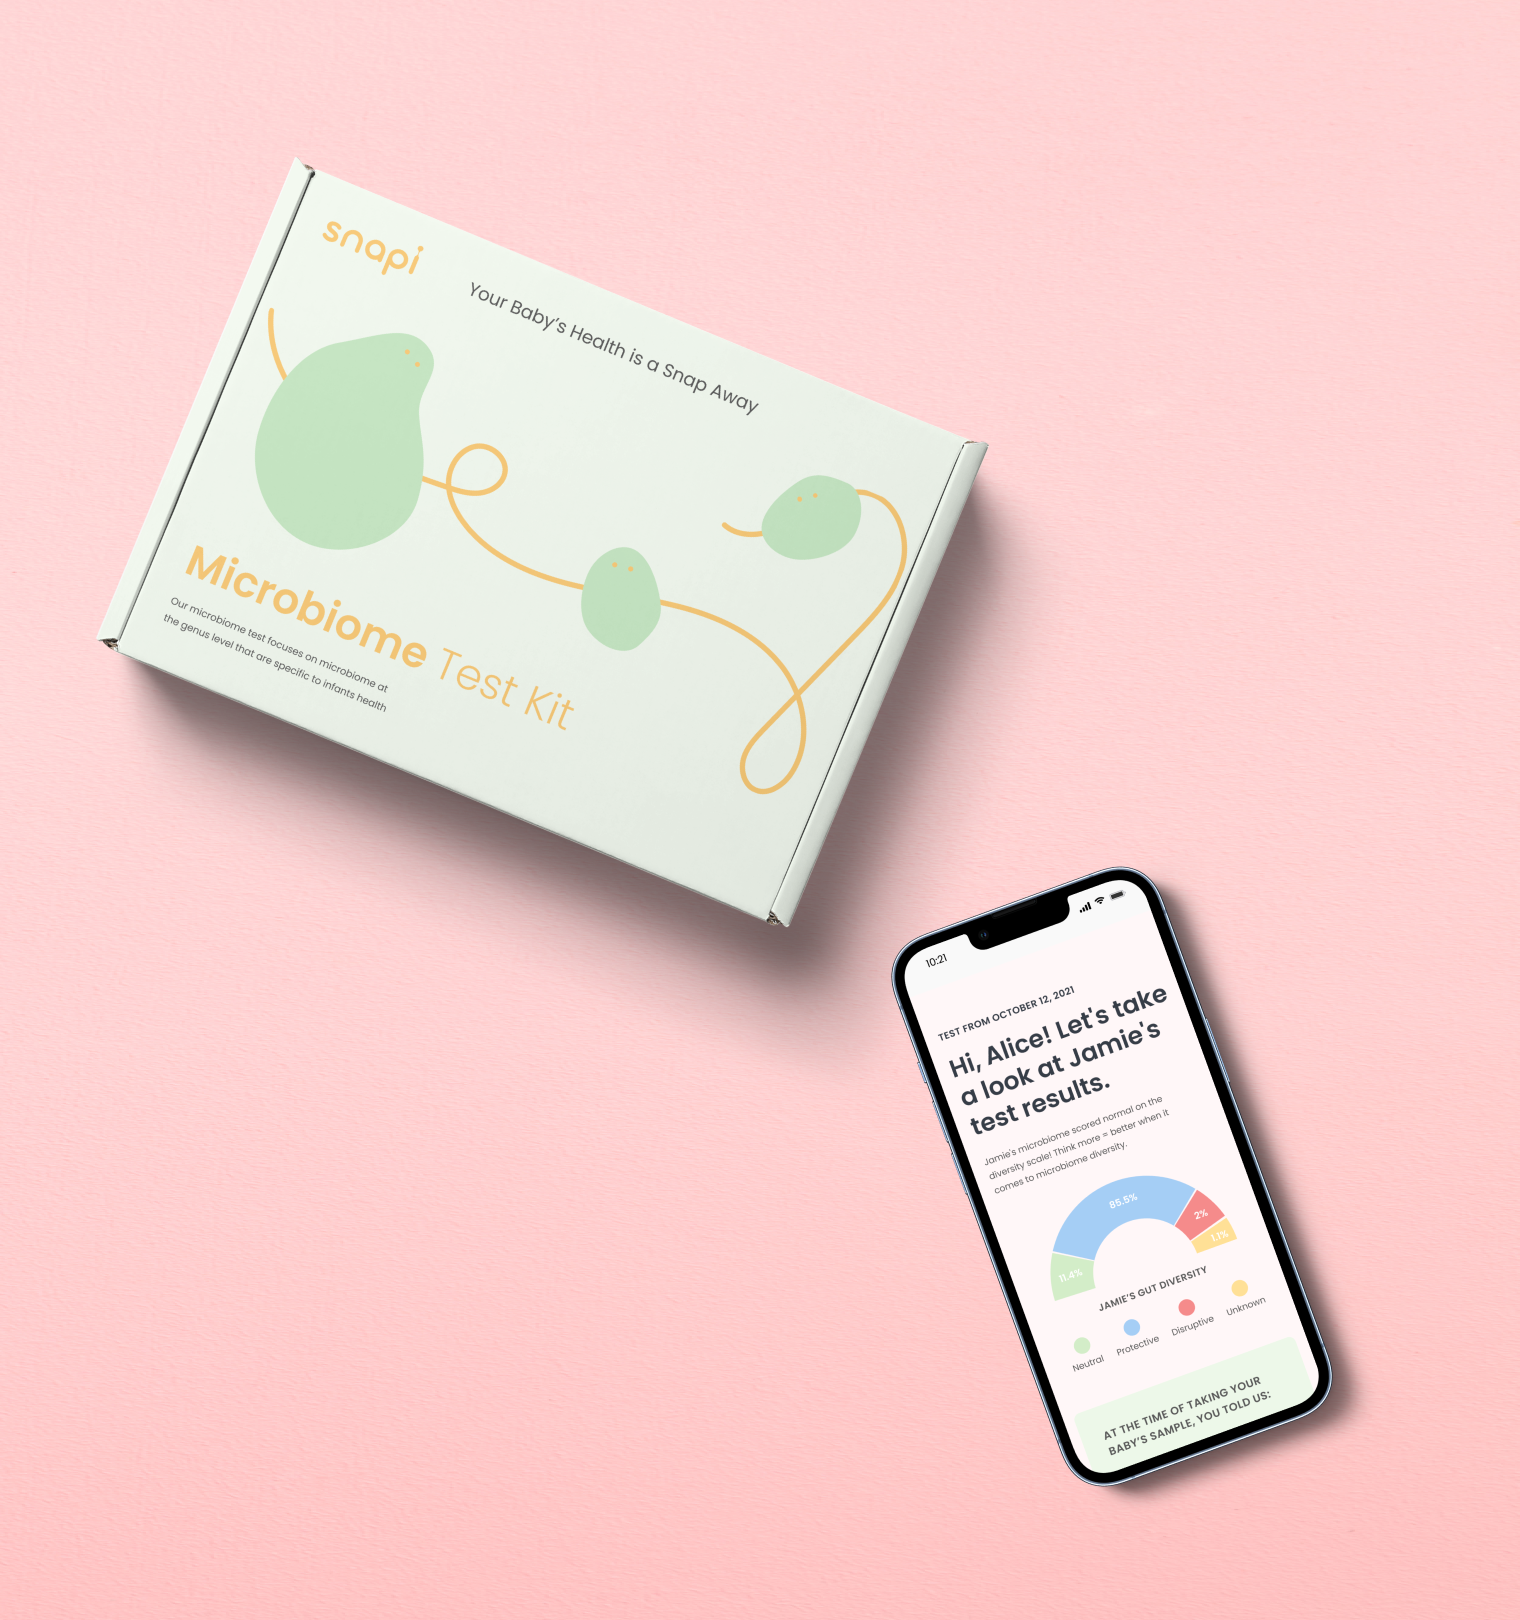 snapi
Your Baby’s Health is a Snap Away
Microbiome Test Kit
Our microbiome test focuses on microbiome at
the genus level that are specific to infants health
10:21
TEST FROM OCTOBER 12, 2021
Hi, Alice! Let's take
a look at Jamie's
test results.
Jamie's microbiome scored normal on the
diversity scale! Think more = better when it
comes to microbiome diversity.
85.5%
2%
1.1%
11.4%
JAMIE'S GUT DIVERSITY
Neutral
Protective
Disruptive
Unknown
AT THE TIME OF TAKING YOUR
BABY’S SAMPLE, YOU TOLD US: